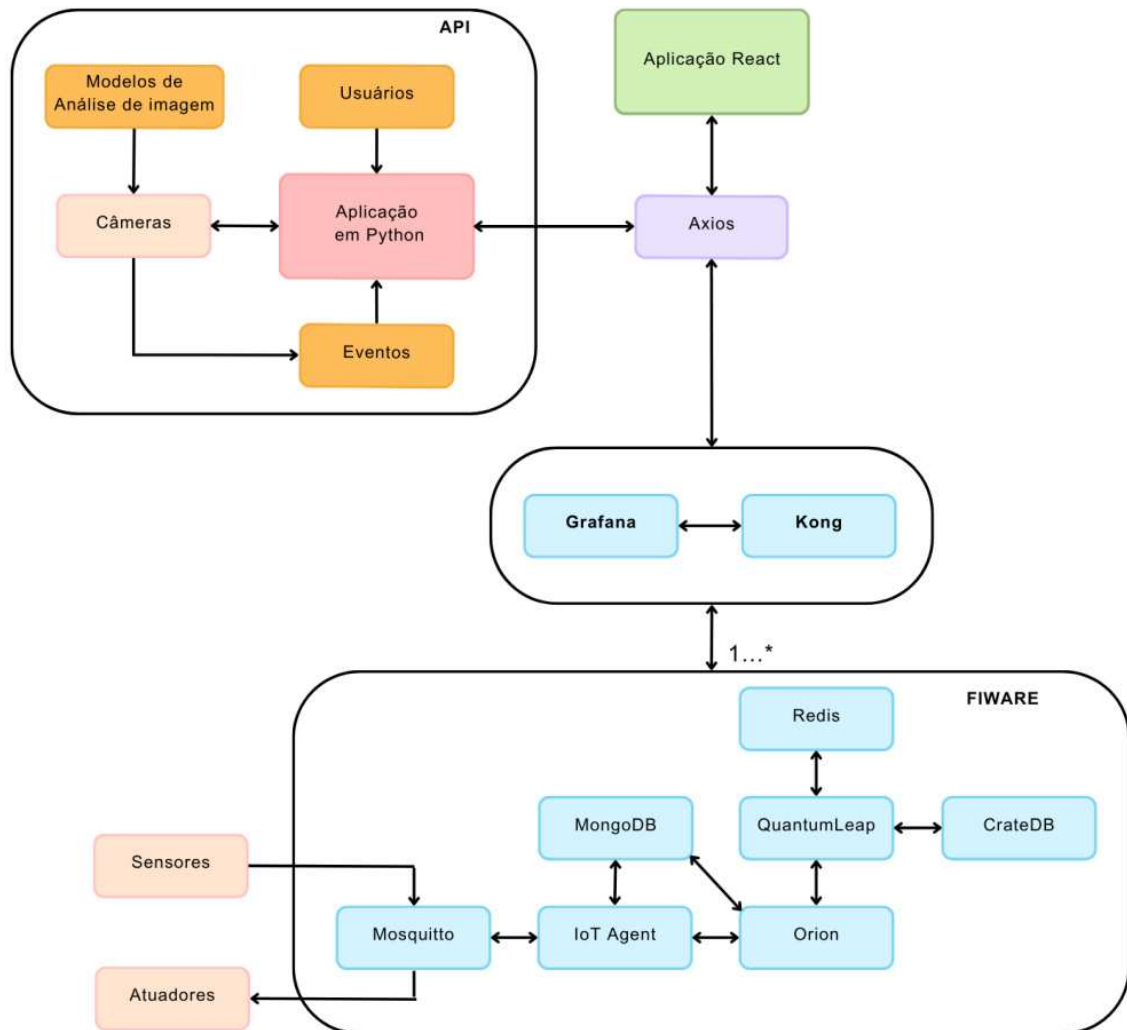 API
Aplicação React
Modelos de
Análise de imagem
Usuários
Câmeras
Aplicação
em Python
Axios
Eventos
Grafana
Kong
1...*
FIWARE
Redis
MongoDB
QuantumLeap
CrateDB
Sensores
Mosquitto
IoT Agent
Orion
Atuadores